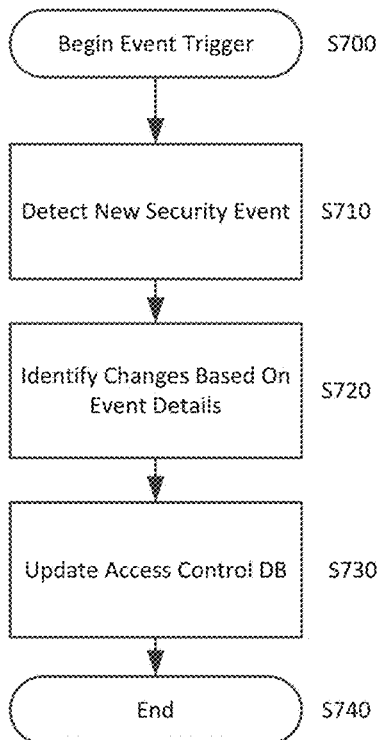 Begin Event Trigger S700
Detect New Security Event S710
Identify Changes Based On
Event Details S720
Update Access Control DB S730
End S740